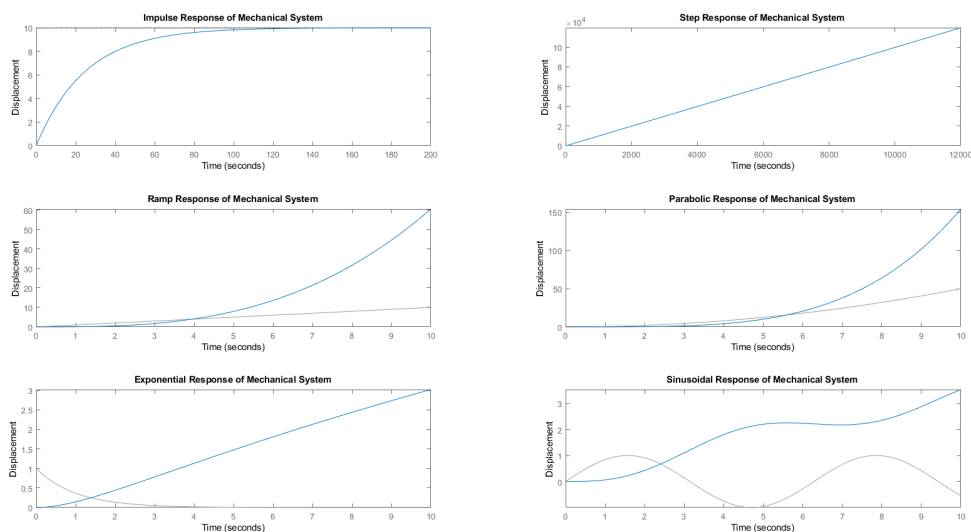 Impulse Response of Mechanical System
10
8
6
4
2
0
Displacement
0 20 40 60 80 100 120 140 160 180 200
Time (seconds)
Step Response of Mechanical System
× 10⁴
10
8
6
4
2
0
Displacement
0 2000 4000 6000 8000 10000 12000
Time (seconds)
Ramp Response of Mechanical System
60
50
40
30
20
10
0
Displacement
0 1 2 3 4 5 6 7 8 9 10
Time (seconds)
Parabolic Response of Mechanical System
150
100
50
0
Displacement
0 1 2 3 4 5 6 7 8 9 10
Time (seconds)
Exponential Response of Mechanical System
3
2.5
2
1.5
1
0.5
0
Displacement
0 1 2 3 4 5 6 7 8 9 10
Time (seconds)
Sinusoidal Response of Mechanical System
3
2
1
0
Displacement
0 1 2 3 4 5 6 7 8 9 10
Time (seconds)